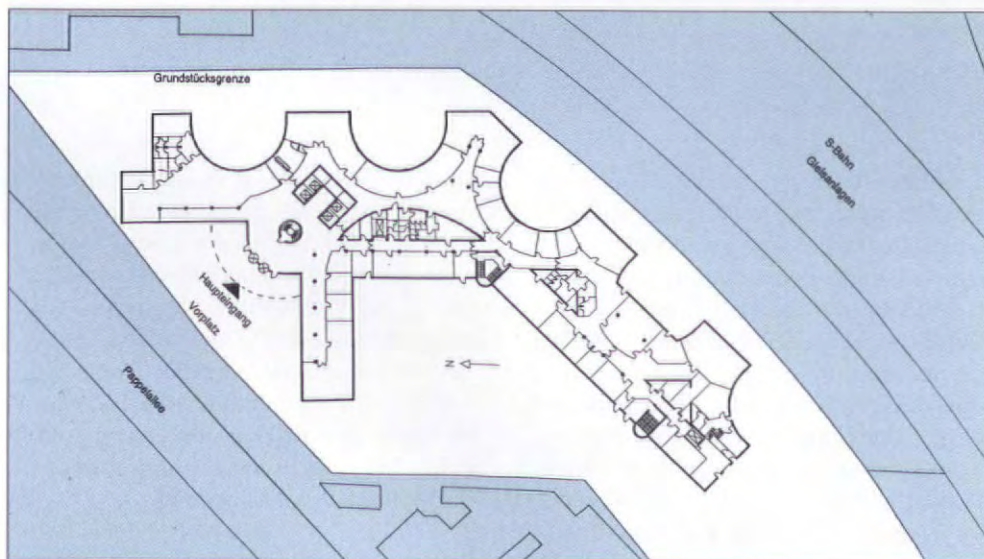 Grundstücksgrenze
S-Bahn
Gleisanlagen
Haupteingang
Vorplatz
N
Pappelallee